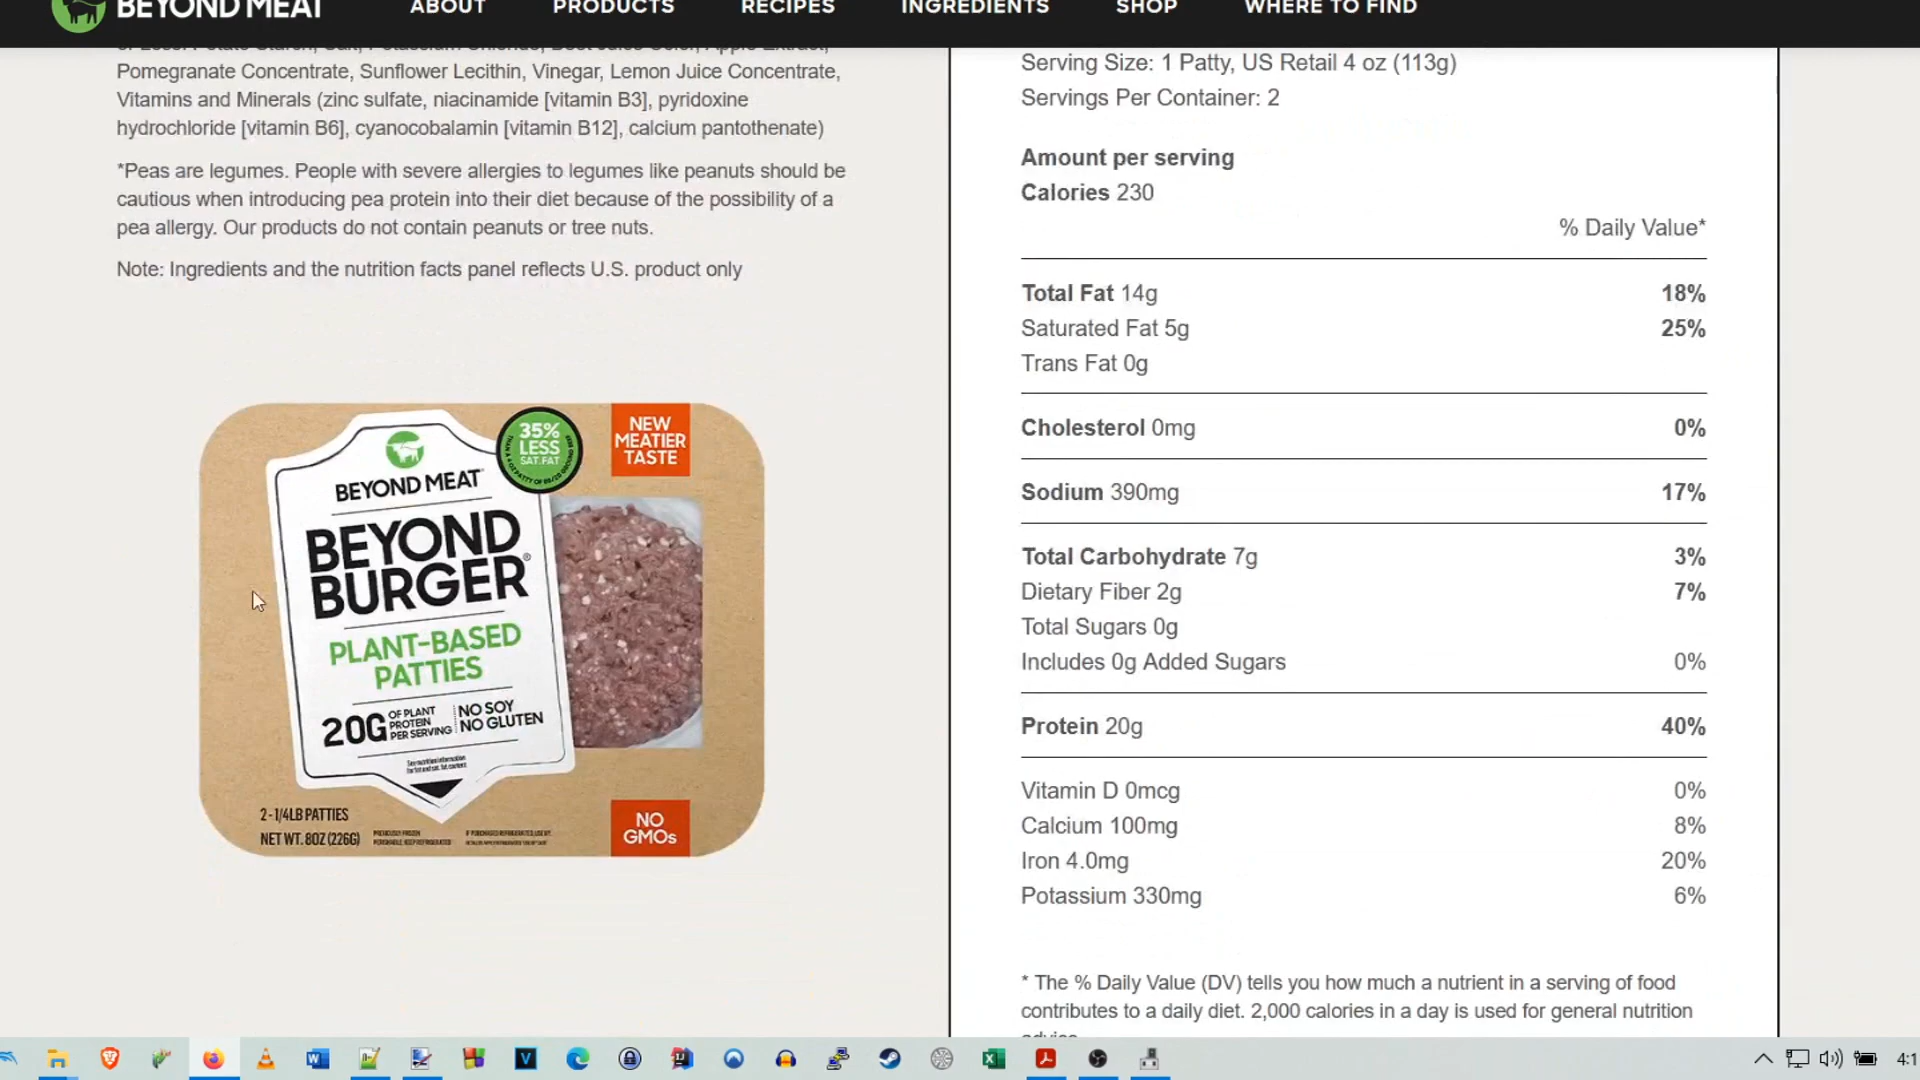 BEYOND MEAT
ABOUT
PRODUCTS
RECIPES
INGREDIENTS
SHOP
WHERE TO FIND
Pomegranate Concentrate, Sunflower Lecithin, Vinegar, Lemon Juice Concentrate,
Vitamins and Minerals (zinc sulfate, niacinamide [vitamin B3], pyridoxine
hydrochloride [vitamin B6], cyanocobalamin [vitamin B12], calcium pantothenate)
*Peas are legumes. People with severe allergies to legumes like peanuts should be
cautious when introducing pea protein into their diet because of the possibility of a
pea allergy. Our products do not contain peanuts or tree nuts.
Note: Ingredients and the nutrition facts panel reflects U.S. product only
35%
LESS
SAT. FAT
NEW
MEATIER
TASTE
BEYOND MEAT
BEYOND
BURGER®
PLANT-BASED
PATTIES
20G OF PLANT
PROTEIN
PER SERVING
NO SOY
NO GLUTEN
2-1/4LB PATTIES
NET WT. 8OZ (226G)
NO
GMOs
Serving Size: 1 Patty, US Retail 4 oz (113g)
Servings Per Container: 2
Amount per serving
Calories 230
% Daily Value*
Total Fat 14g 18%
Saturated Fat 5g 25%
Trans Fat 0g
Cholesterol 0mg 0%
Sodium 390mg 17%
Total Carbohydrate 7g 3%
Dietary Fiber 2g 7%
Total Sugars 0g
Includes 0g Added Sugars 0%
Protein 20g 40%
Vitamin D 0mcg 0%
Calcium 100mg 8%
Iron 4.0mg 20%
Potassium 330mg 6%
* The % Daily Value (DV) tells you how much a nutrient in a serving of food
contributes to a daily diet. 2,000 calories in a day is used for general nutrition
4:1